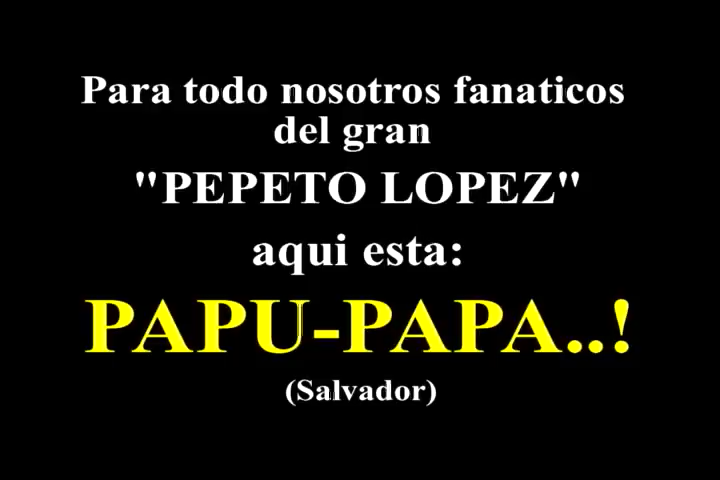 Para todo nosotros fanaticos
del gran
"PEPETO LOPEZ"
aqui esta:
PAPU-PAPA..!
(Salvador)